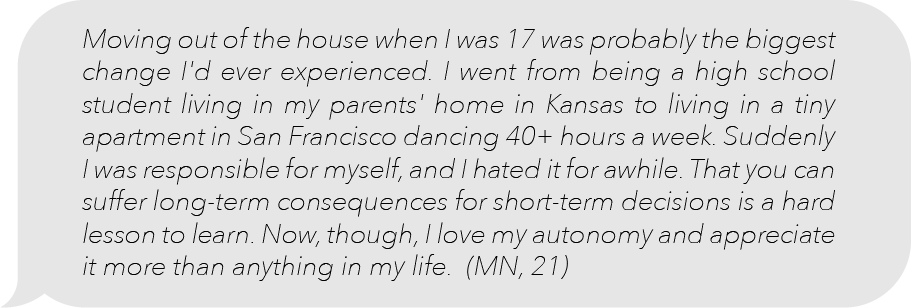 Moving out of the house when I was 17 was probably the biggest
change I'd ever experienced. I went from being a high school
student living in my parents' home in Kansas to living in a tiny
apartment in San Francisco dancing 40+ hours a week. Suddenly
I was responsible for myself, and I hated it for awhile. That you can
suffer long-term consequences for short-term decisions is a hard
lesson to learn. Now, though, I love my autonomy and appreciate
it more than anything in my life. (MN, 21)